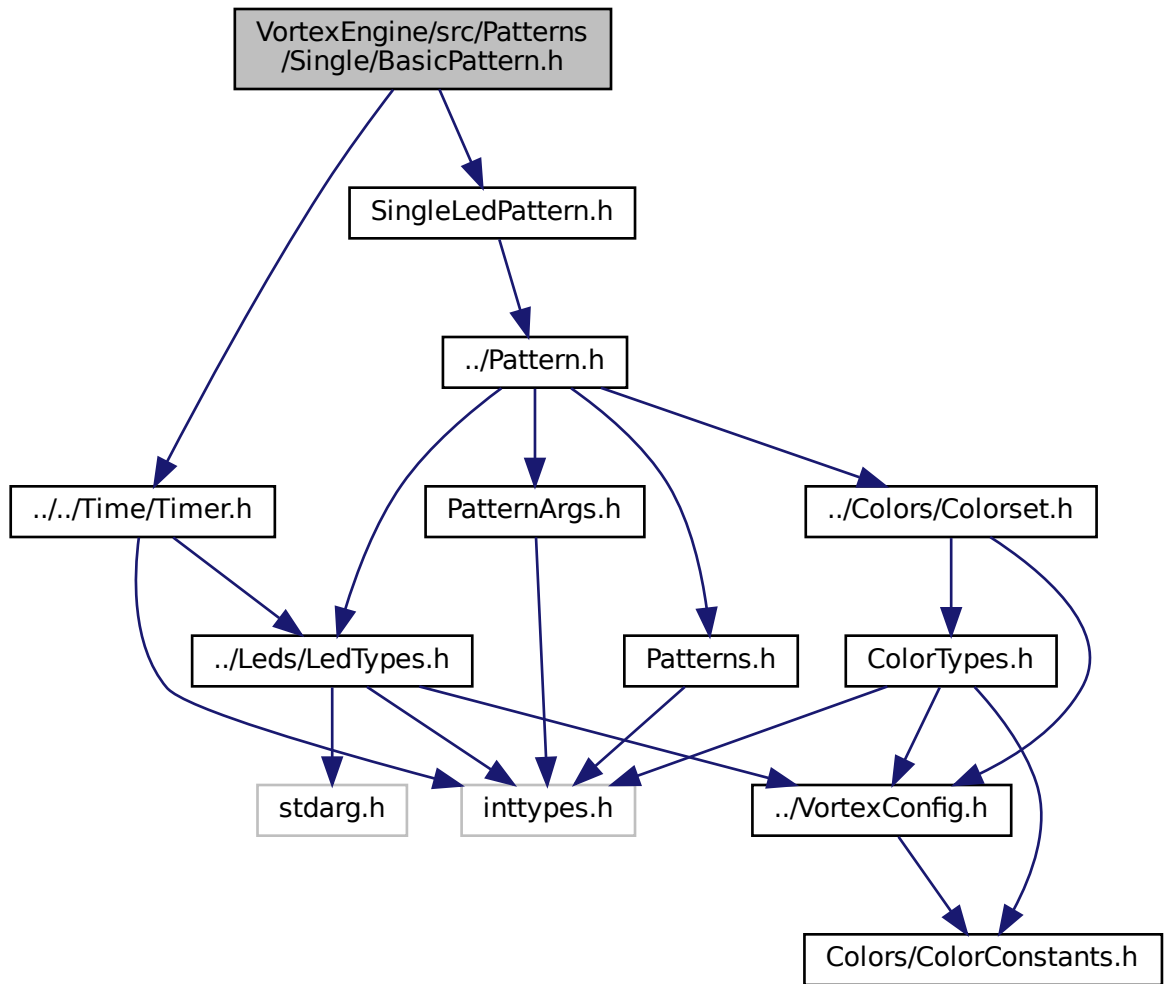 VortexEngine/src/Patterns
/Single/BasicPattern.h
SingleLedPattern.h
../Pattern.h
../../Time/Timer.h
PatternArgs.h
../Colors/Colorset.h
../Leds/LedTypes.h
Patterns.h
ColorTypes.h
stdarg.h
inttypes.h
../VortexConfig.h
Colors/ColorConstants.h